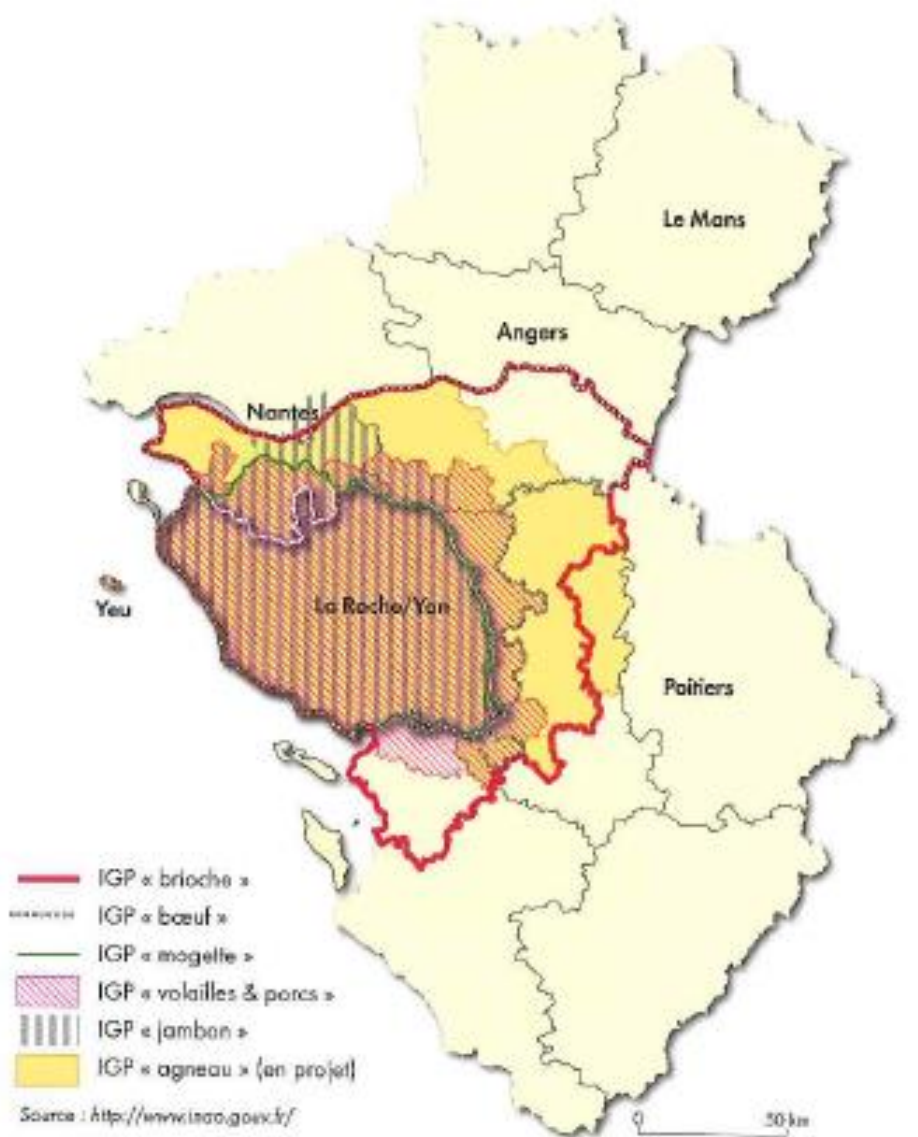 Le Mans
Angers
Nantes
La Roche/Yon
Yeu
Poitiers
IGP « brioche »
IGP « bœuf »
IGP « mogette »
IGP « volailles & porcs »
IGP « jambon »
IGP « agneau » (en projet)
Source : http://www.inao.gouv.fr/
0 50 km